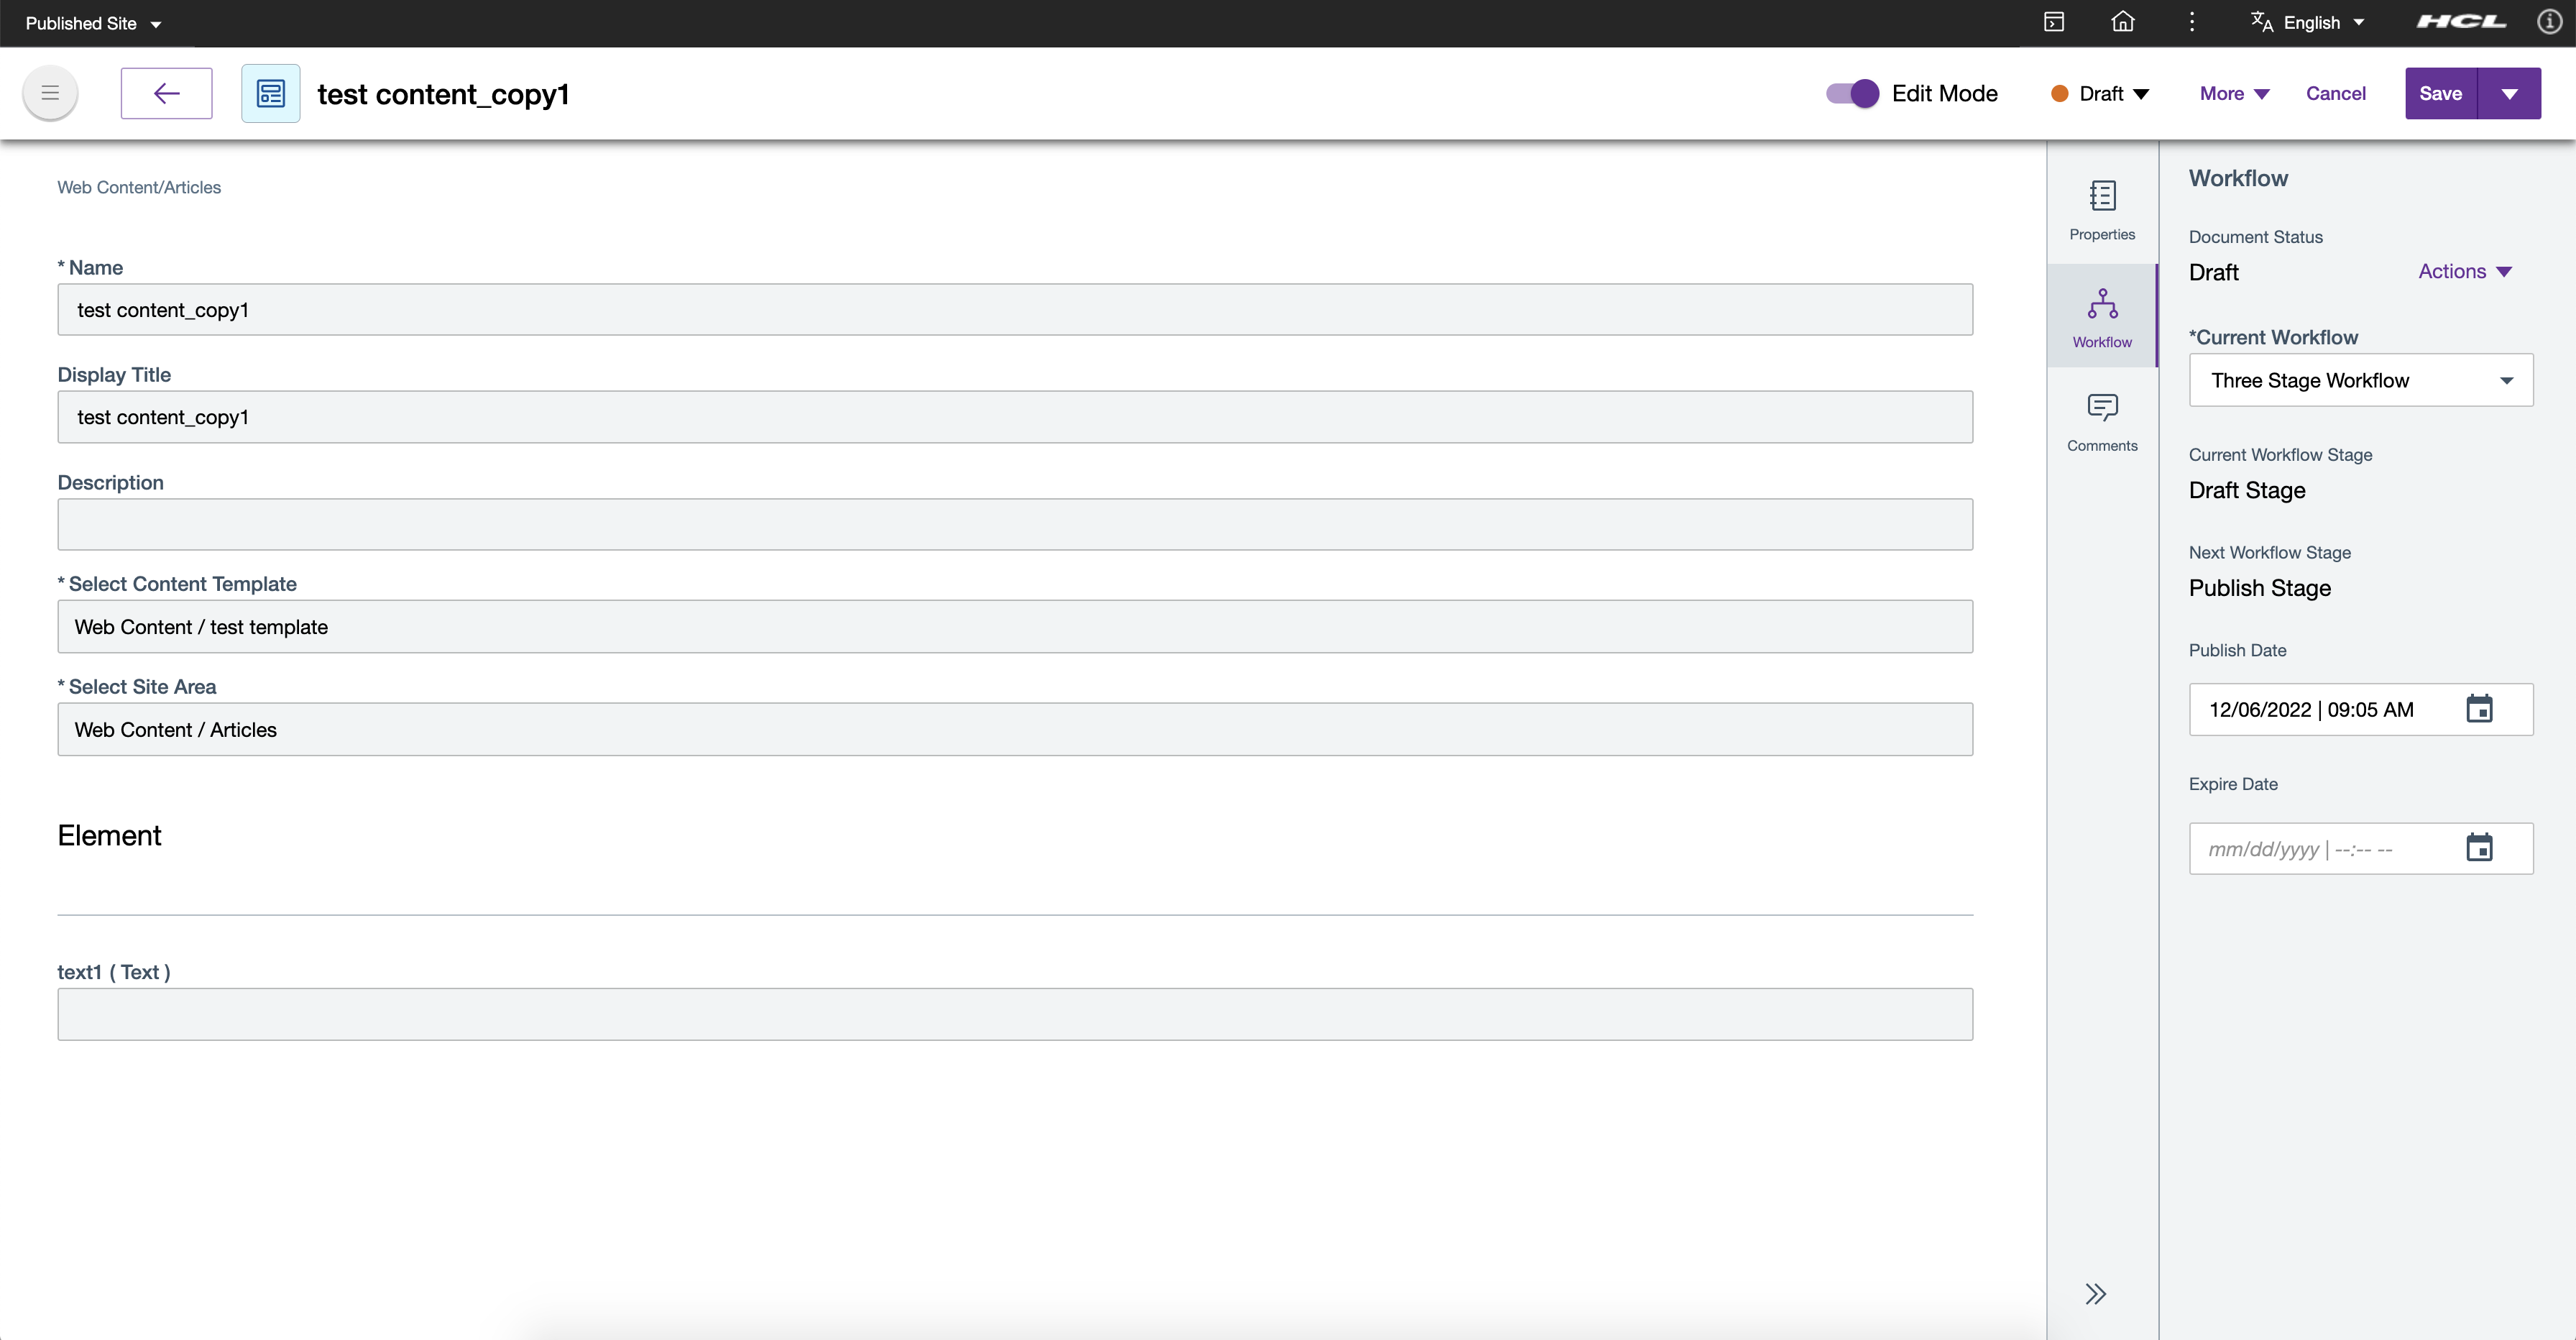 Published Site
English
HCL
test content_copy1
Edit Mode
Draft
More
Cancel
Save
Web Content/Articles
* Name
test content_copy1
Display Title
test content_copy1
Description
* Select Content Template
Web Content / test template
* Select Site Area
Web Content / Articles
Element
text1 ( Text )
Properties
Workflow
Comments
Workflow
Document Status
Draft
Actions
*Current Workflow
Three Stage Workflow
Current Workflow Stage
Draft Stage
Next Workflow Stage
Publish Stage
Publish Date
12/06/2022 | 09:05 AM
Expire Date
mm/dd/yyyy | --:-- --